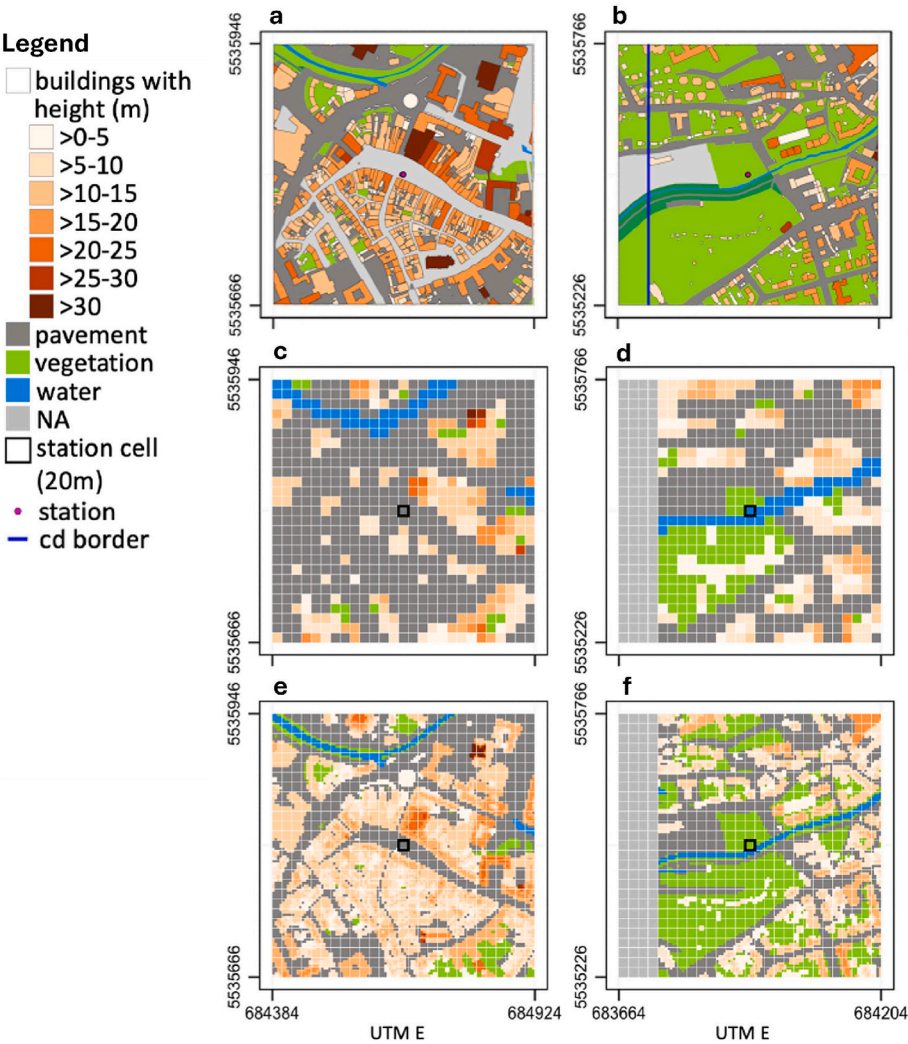 a
b
5535946
5535666
5535766
5535226
Legend
buildings with
height (m)
>0-5
>5-10
>10-15
>15-20
>20-25
>25-30
>30
pavement
vegetation
water
NA
station cell
(20m)
station
cd border
c
d
5535946
5535666
5535766
5535226
e
f
5535946
5535666
5535766
5535226
684384
684924
683664
684204
UTM E
UTM E